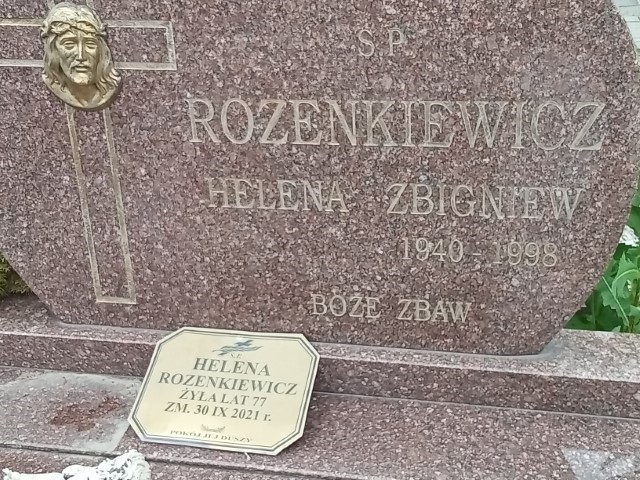 S.P.
ROZENKIEWICZ
HELENA ZBIGNIEW
1940-1998
BOŻE ZBAW
Ś.P.
HELENA
ROZENKIEWICZ
ŻYŁA LAT 77
ZM. 30 IX 2021 r.
POKÓJ JEJ DUSZY